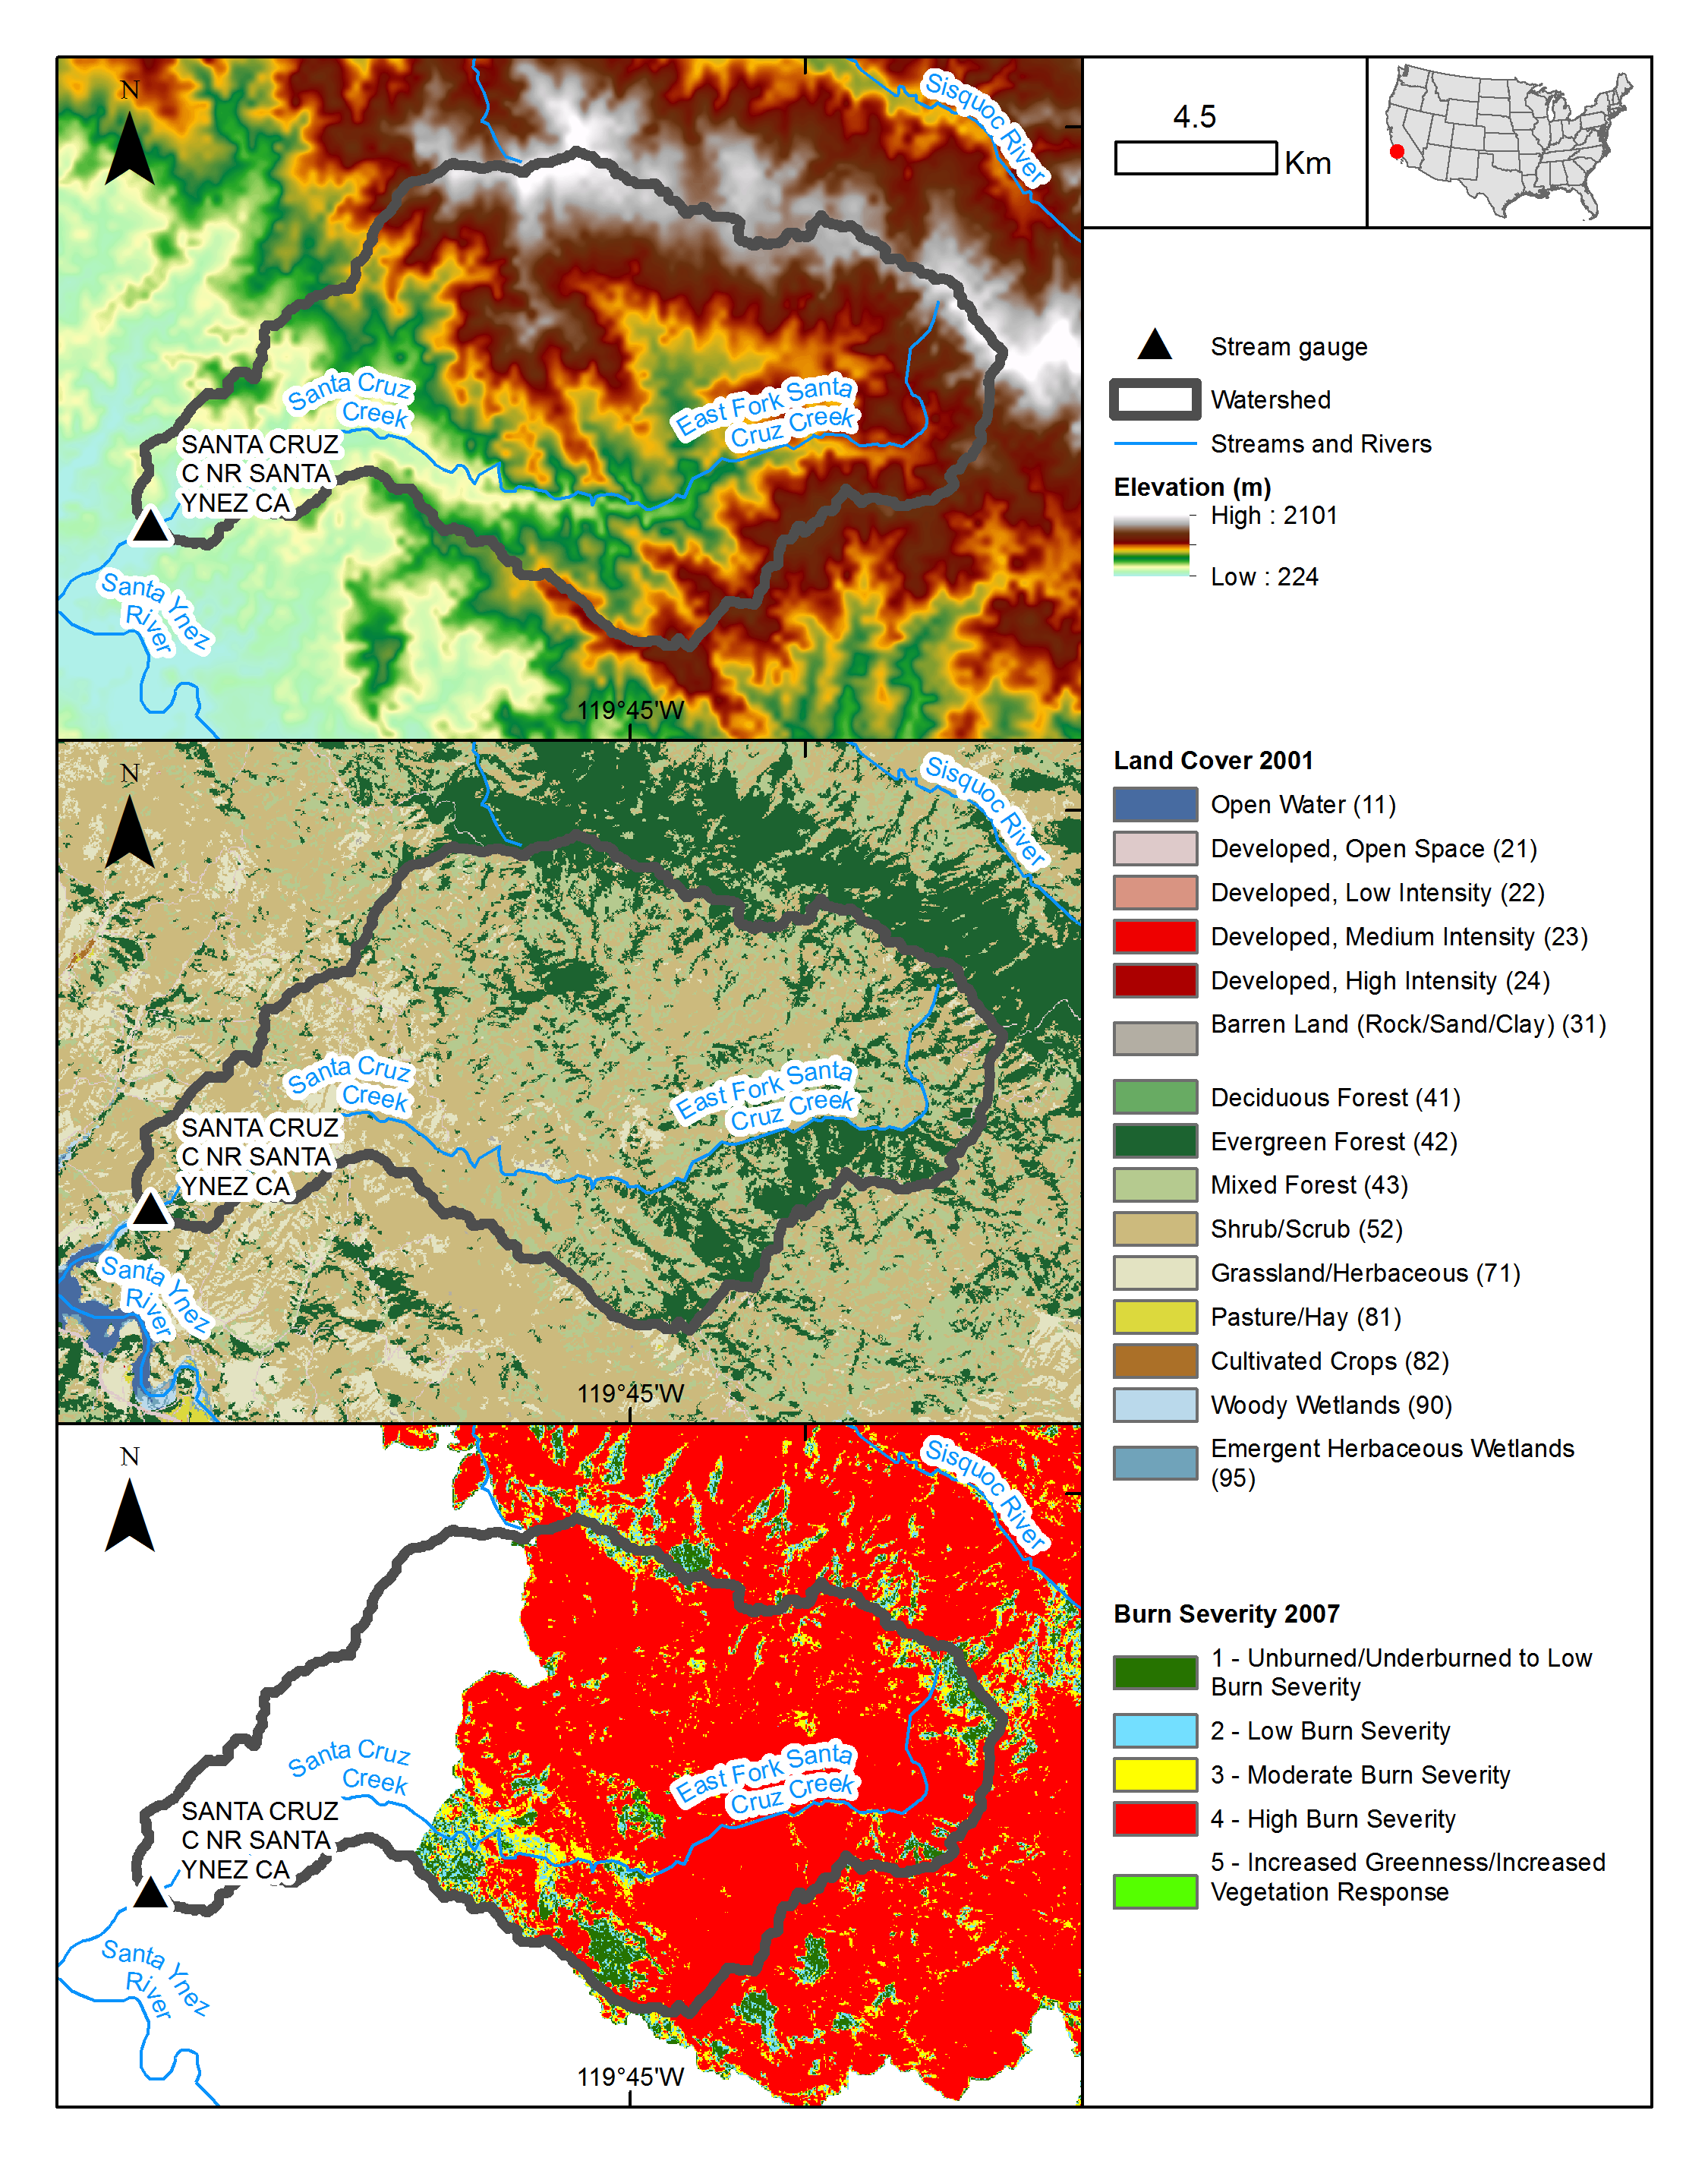 N
Sisquoc
River
Santa Cruz
Creek
East Fork Santa
Cruz Creek
SANTA CRUZ
C NR SANTA
YNEZ CA
Santa Ynez
River
119°45'W
4.5
Km
Stream gauge
Watershed
Streams and Rivers
Elevation (m)
High : 2101
Low : 224
N
Sisquoc
River
Santa Cruz
Creek
East Fork Santa
Cruz Creek
SANTA CRUZ
C NR SANTA
YNEZ CA
Santa Ynez
River
119°45'W
Land Cover 2001
Open Water (11)
Developed, Open Space (21)
Developed, Low Intensity (22)
Developed, Medium Intensity (23)
Developed, High Intensity (24)
Barren Land (Rock/Sand/Clay) (31)
Deciduous Forest (41)
Evergreen Forest (42)
Mixed Forest (43)
Shrub/Scrub (52)
Grassland/Herbaceous (71)
Pasture/Hay (81)
Cultivated Crops (82)
Woody Wetlands (90)
Emergent Herbaceous Wetlands
(95)
N
Sisquoc
River
Santa Cruz
Creek
East Fork Santa
Cruz Creek
SANTA CRUZ
C NR SANTA
YNEZ CA
Santa Ynez
River
119°45'W
Burn Severity 2007
1 - Unburned/Underburned to Low
Burn Severity
2 - Low Burn Severity
3 - Moderate Burn Severity
4 - High Burn Severity
5 - Increased Greenness/Increased
Vegetation Response